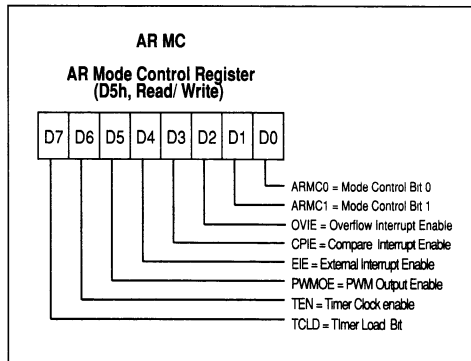 AR MC
AR Mode Control Register
(D5h, Read/ Write)
D7 D6 D5 D4 D3 D2 D1 D0
ARMC0 = Mode Control Bit 0
ARMC1 = Mode Control Bit 1
OVIE = Overflow Interrupt Enable
CPIE = Compare Interrupt Enable
EIE = External Interrupt Enable
PWMOE = PWM Output Enable
TEN = Timer Clock enable
TCLD = TImer Load Bit